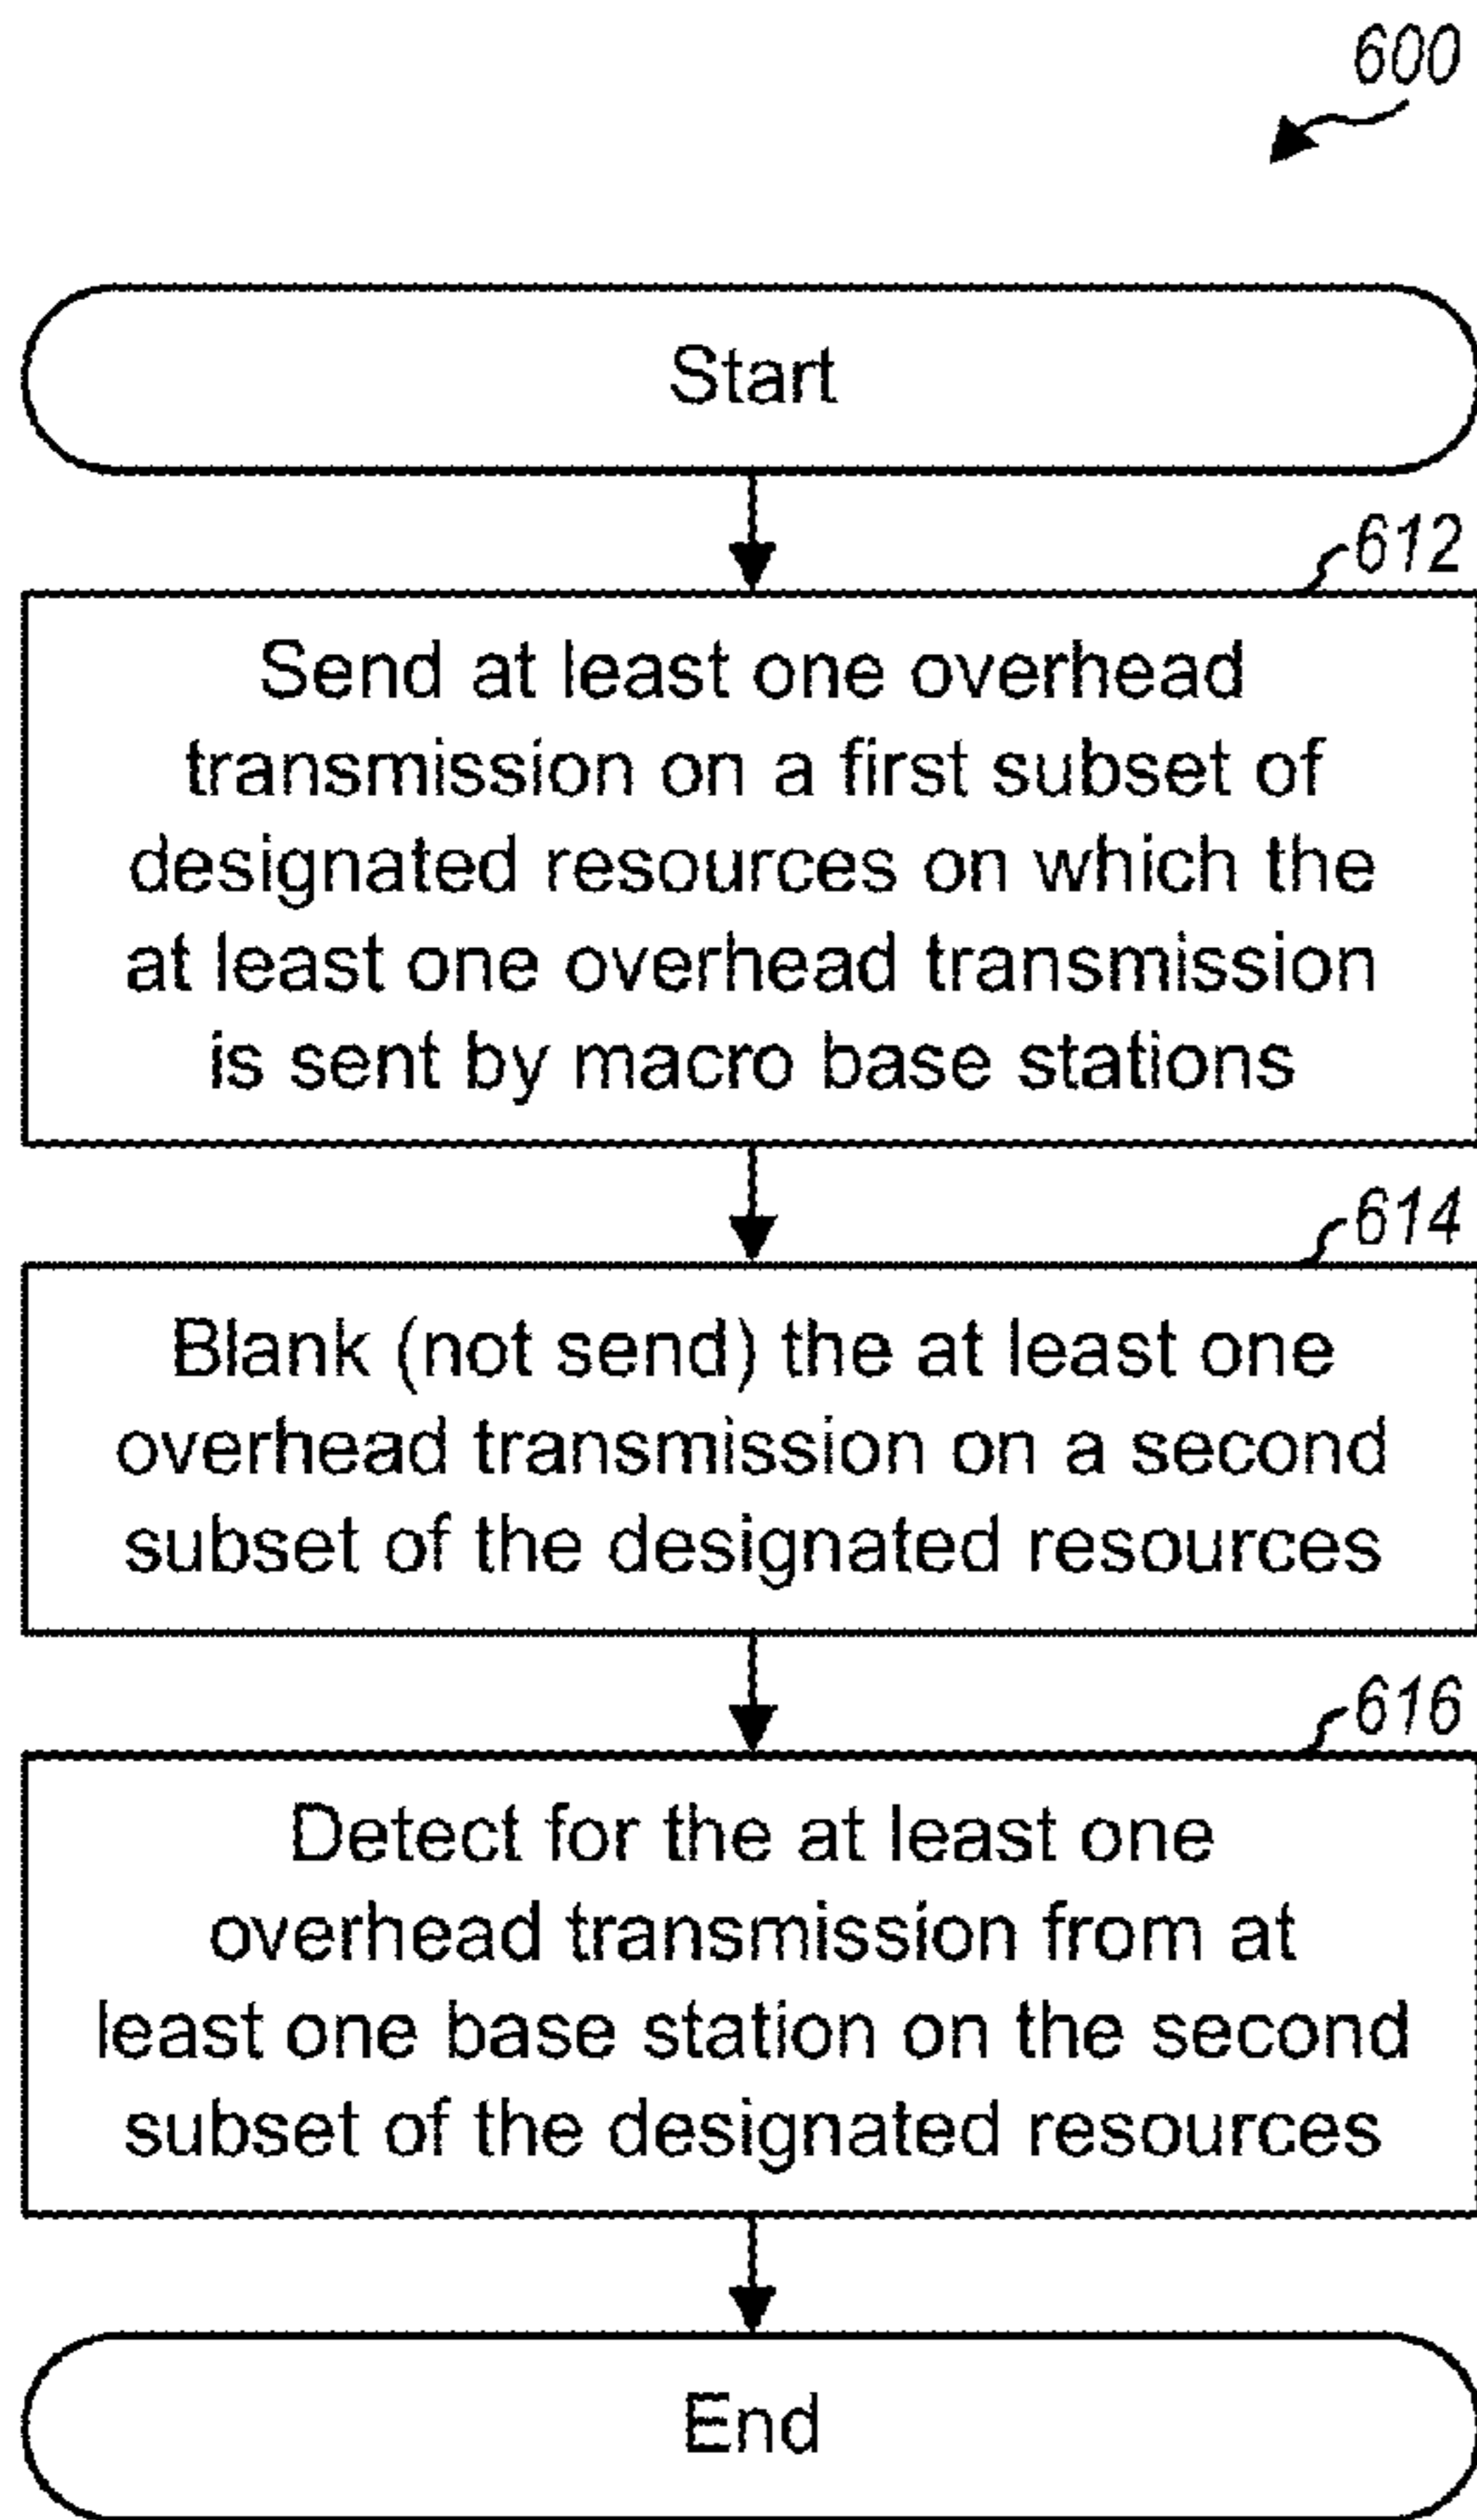 600
Start
612
Send at least one overhead
transmission on a first subset of
designated resources on which the
at least one overhead transmission
is sent by macro base stations
614
Blank (not send) the at least one
overhead transmission on a second
subset of the designated resources
616
Detect for the at least one
overhead transmission from at
least one base station on the second
subset of the designated resources
End